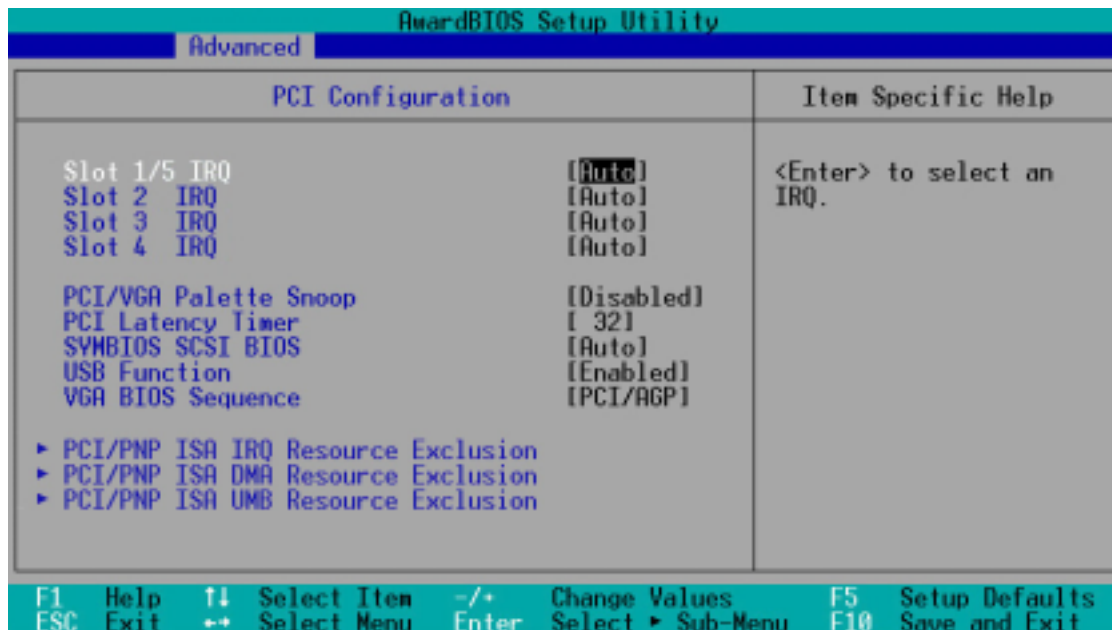 AwardBIOS Setup Utility
Advanced
PCI Configuration
Item Specific Help
Slot 1/5 IRQ [Auto]
Slot 2 IRQ [Auto]
Slot 3 IRQ [Auto]
Slot 4 IRQ [Auto]
PCI/VGA Palette Snoop [Disabled]
PCI Latency Timer [ 32]
SYMBIOS SCSI BIOS [Auto]
USB Function [Enabled]
VGA BIOS Sequence [PCI/AGP]
▸ PCI/PNP ISA IRQ Resource Exclusion
▸ PCI/PNP ISA DMA Resource Exclusion
▸ PCI/PNP ISA UMB Resource Exclusion
<Enter> to select an
IRQ.
F1 Help ↑↓ Select Item -/+ Change Values F5 Setup Defaults
ESC Exit ←→ Select Menu Enter Select ▸ Sub-Menu F10 Save and Exit